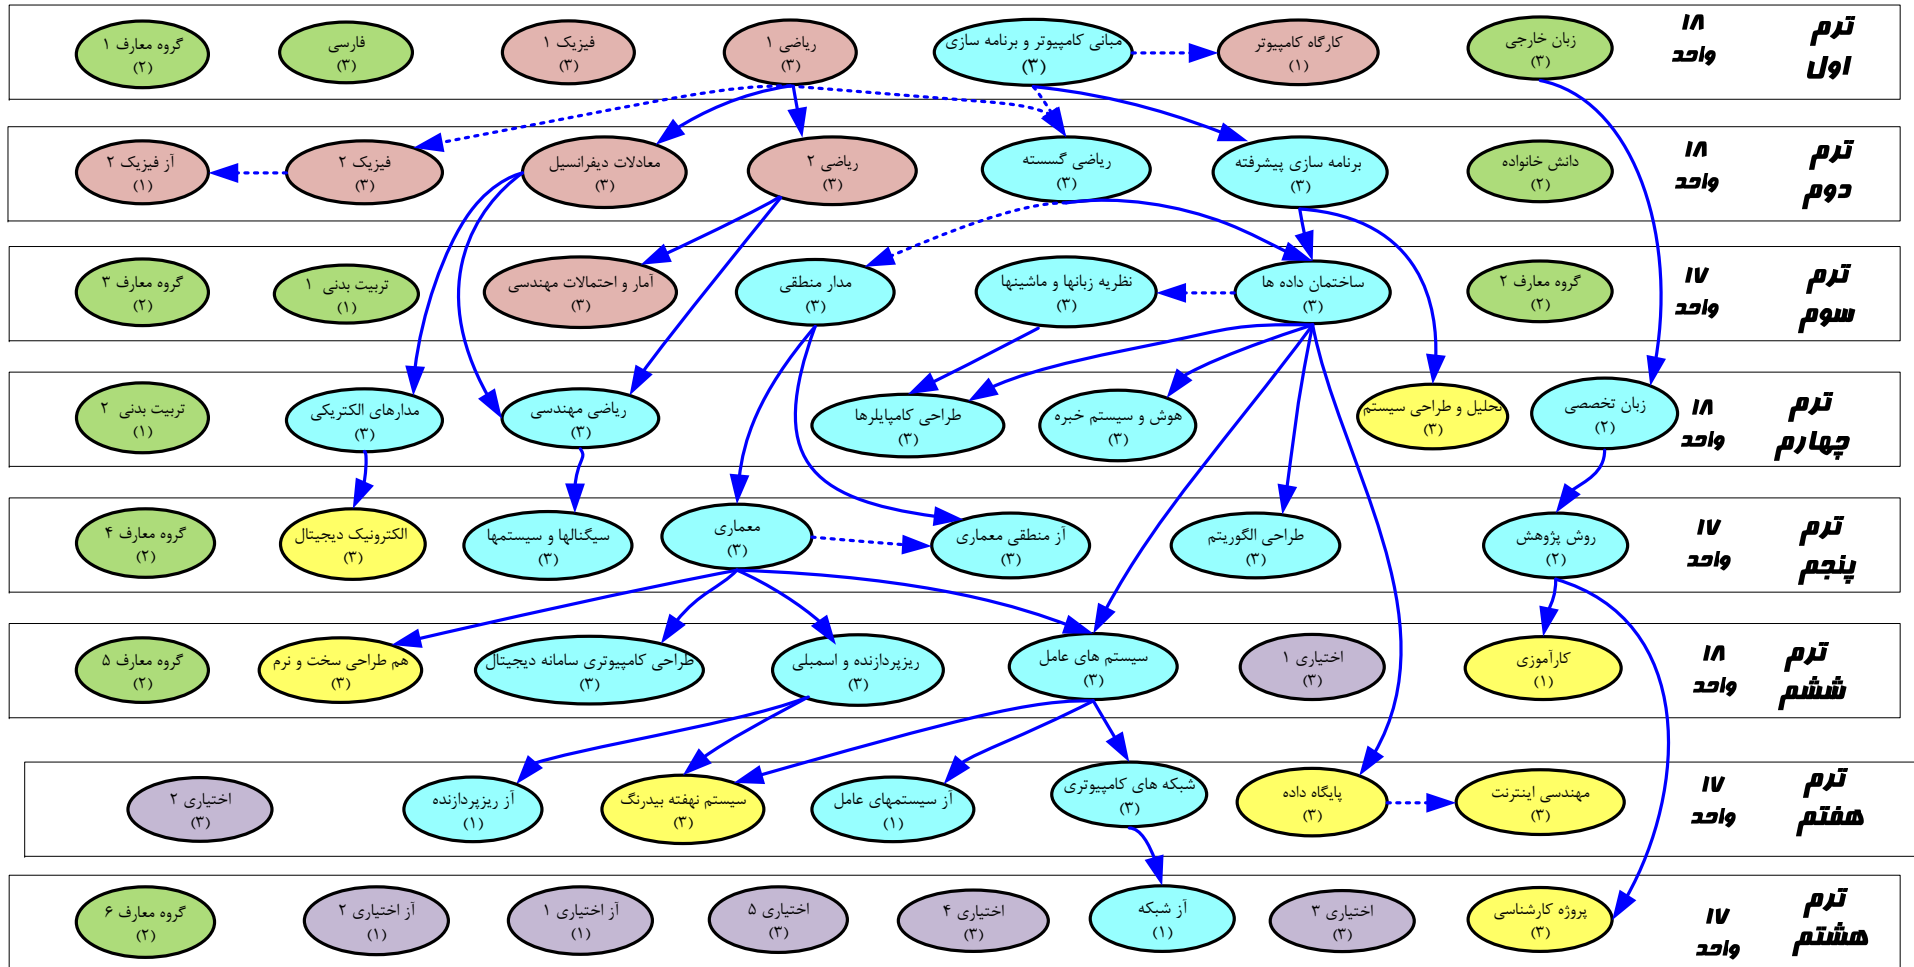 ترم
اول
۱۸
واحد
زبان خارجی
(۳)
کارگاه کامپیوتر
(۱)
مبانی کامپیوتر و برنامه سازی
(۳)
ریاضی ۱
(۳)
فیزیک ۱
(۳)
فارسی
(۳)
گروه معارف ۱
(۲)
ترم
دوم
۱۸
واحد
دانش خانواده
(۲)
برنامه سازی پیشرفته
(۳)
ریاضی گسسته
(۳)
ریاضی ۲
(۳)
معادلات دیفرانسیل
(۳)
فیزیک ۲
(۳)
آز فیزیک ۲
(۱)
ترم
سوم
۱۷
واحد
گروه معارف ۲
(۲)
ساختمان داده ها
(۳)
نظریه زبانها و ماشینها
(۳)
مدار منطقی
(۳)
آمار و احتمالات مهندسی
(۳)
تربیت بدنی ۱
(۱)
گروه معارف ۳
(۲)
ترم
چهارم
۱۸
واحد
زبان تخصصی
(۲)
تحلیل و طراحی سیستم
(۳)
هوش و سیستم خبره
(۳)
طراحی کامپایلرها
(۳)
ریاضی مهندسی
(۳)
مدارهای الکتریکی
(۳)
تربیت بدنی ۲
(۱)
ترم
پنجم
۱۷
واحد
روش پژوهش
(۲)
طراحی الگوریتم
(۳)
آز منطقی معماری
(۳)
معماری
(۳)
سیگنالها و سیستمها
(۳)
الکترونیک دیجیتال
(۳)
گروه معارف ۴
(۲)
ترم
ششم
۱۸
واحد
کارآموزی
(۱)
اختیاری ۱
(۳)
سیستم های عامل
(۳)
ریزپردازنده و اسمبلی
(۳)
طراحی کامپیوتری سامانه دیجیتال
(۳)
هم طراحی سخت و نرم
(۳)
گروه معارف ۵
(۲)
ترم
هفتم
۱۷
واحد
مهندسی اینترنت
(۳)
پایگاه داده
(۳)
شبکه های کامپیوتری
(۳)
آز سیستمهای عامل
(۱)
سیستم نهفته بیدرنگ
(۳)
آز ریزپردازنده
(۱)
اختیاری ۲
(۳)
ترم
هشتم
۱۷
واحد
پروژه کارشناسی
(۳)
اختیاری ۳
(۳)
آز شبکه
(۱)
اختیاری ۴
(۳)
اختیاری ۵
(۳)
آز اختیاری ۱
(۱)
آز اختیاری ۲
(۱)
گروه معارف ۶
(۲)